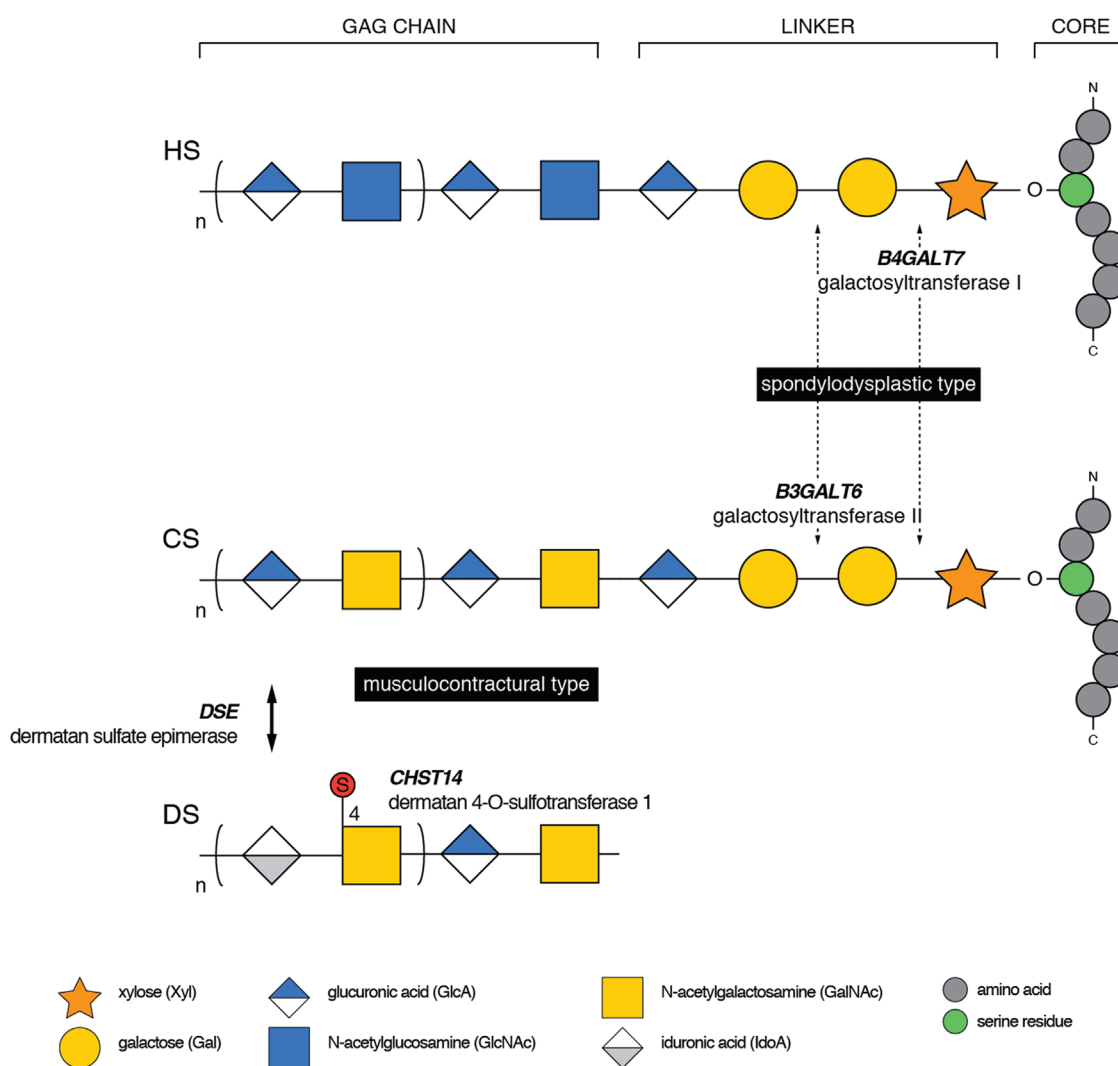 GAG CHAIN
LINKER
CORE
N
HS
n
O
B4GALT7
galactosyltransferase I
C
spondylodysplastic type
N
B3GALT6
galactosyltransferase II
CS
n
O
musculocontractural type
DSE
dermatan sulfate epimerase
C
S
CHST14
dermatan 4-O-sulfotransferase 1
4
DS
n
xylose (Xyl)
glucuronic acid (GlcA)
N-acetylgalactosamine (GalNAc)
amino acid
serine residue
galactose (Gal)
N-acetylglucosamine (GlcNAc)
iduronic acid (IdoA)